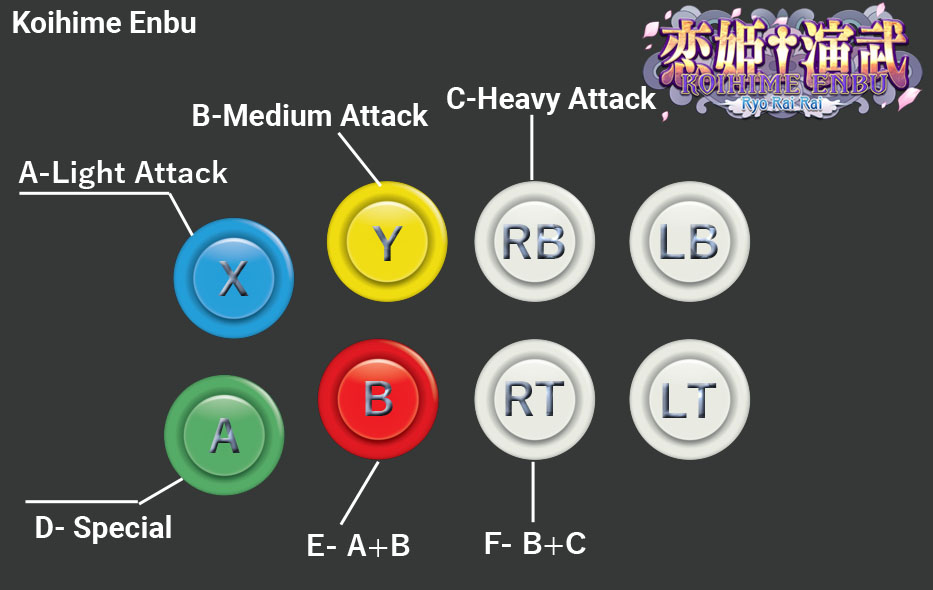 Koihime Enbu
恋姫†演武
KOIHIME ENBU
Ryo Rai Rai
C-Heavy Attack
B-Medium Attack
A-Light Attack
X
Y
RB
LB
A
B
RT
LT
D- Special
E- A+B
F- B+C